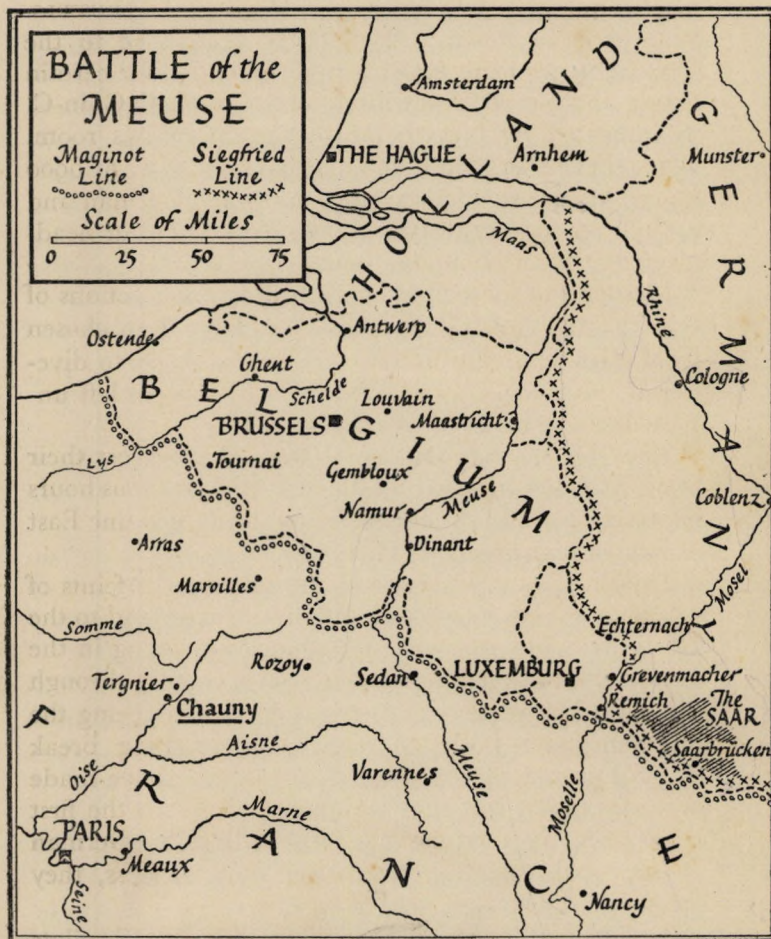 BATTLE of the
MEUSE
Maginot
Line
Siegfried
Line
Scale of Miles
0 25 50 75
Amsterdam
THE HAGUE
Arnhem
Munster
HOLLAND
GERMANY
Maas
Rhine
Ostende
Antwerp
Ghent
Schelde
Louvain
Cologne
BELGIUM
BRUSSELS
Maastricht
Lys
Tournai
Gembloux
Meuse
Namur
Coblenz
Arras
Dinant
Maroilles
Mosel
Somme
Echternach
Rozoy
Sedan
LUXEMBURG
Grevenmacher
Tergnier
Chauny
Remich
The
SAAR
Saarbrücken
Aisne
Oise
Varennes
Meuse
Moselle
Marne
PARIS
Meaux
Seine
FRANCE
Nancy